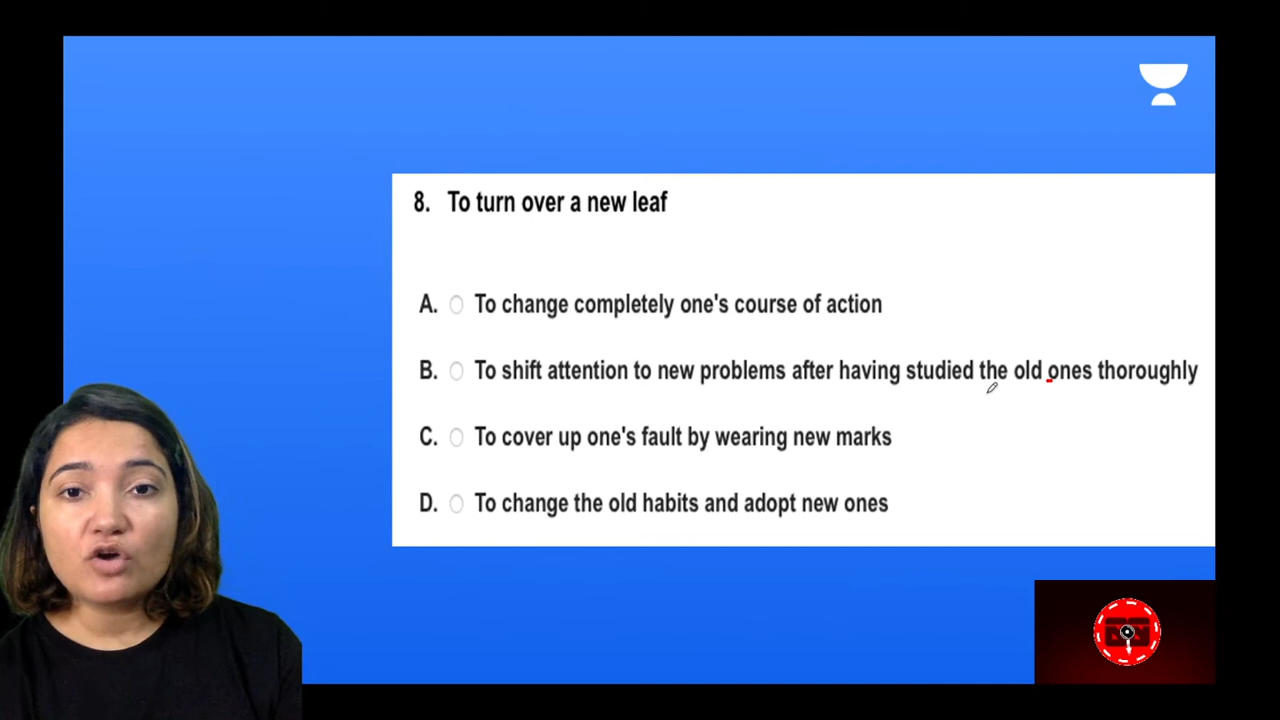 8. To turn over a new leaf
A. To change completely one's course of action
B. To shift attention to new problems after having studied the old ones thoroughly
C. To cover up one's fault by wearing new marks
D. To change the old habits and adopt new ones